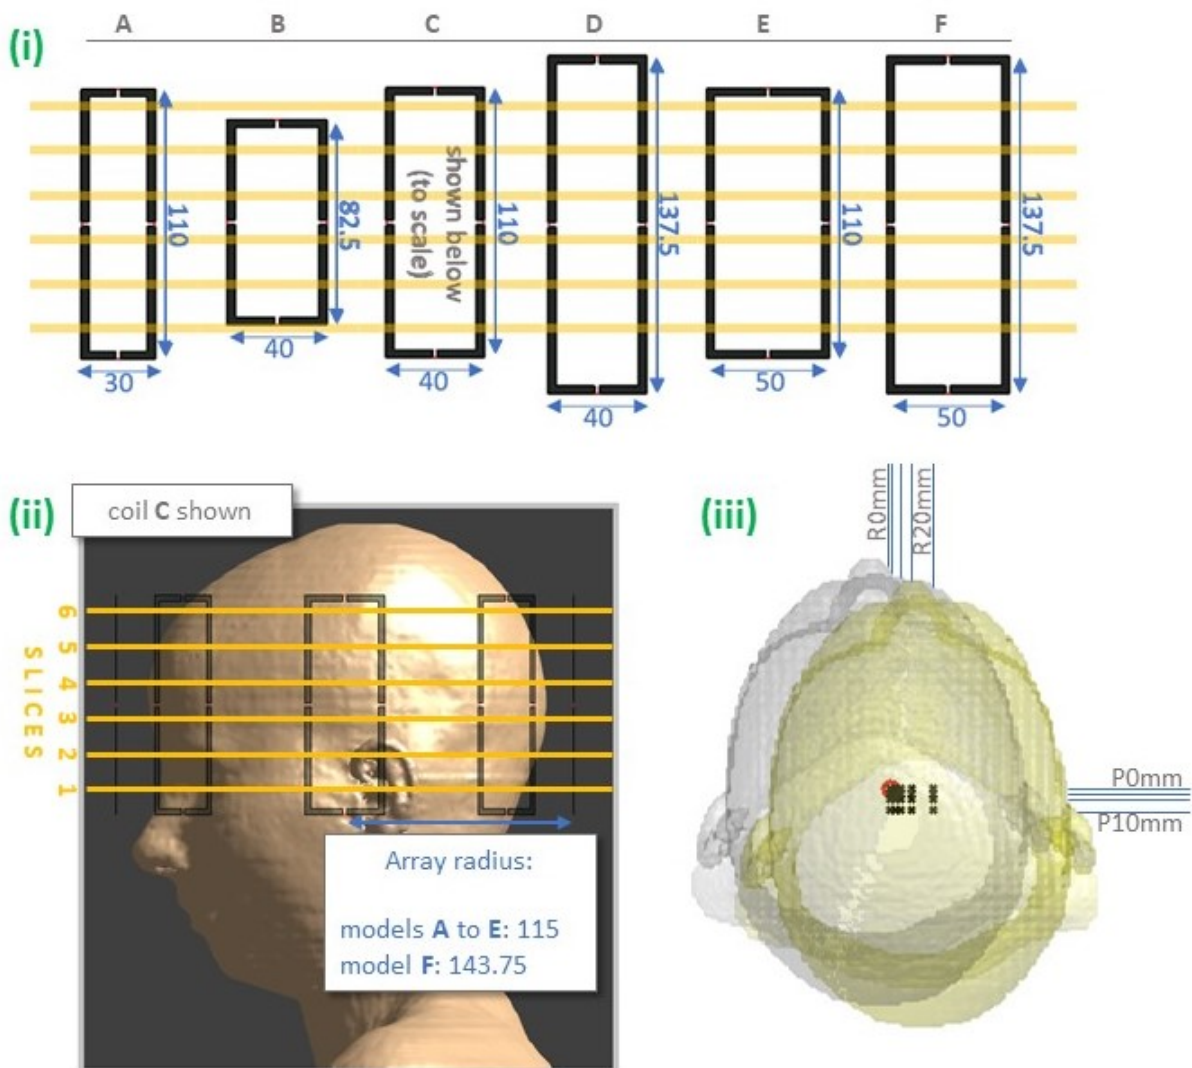 (i)
A B C D E F
110
82.5
shown below
(to scale)
110
137.5
110
137.5
30
40
40
40
50
50
(ii)
coil C shown
SLICES
6
5
4
3
2
1
Array radius:
models A to E: 115
model F: 143.75
(iii)
R0mm
R20mm
P0mm
P10mm